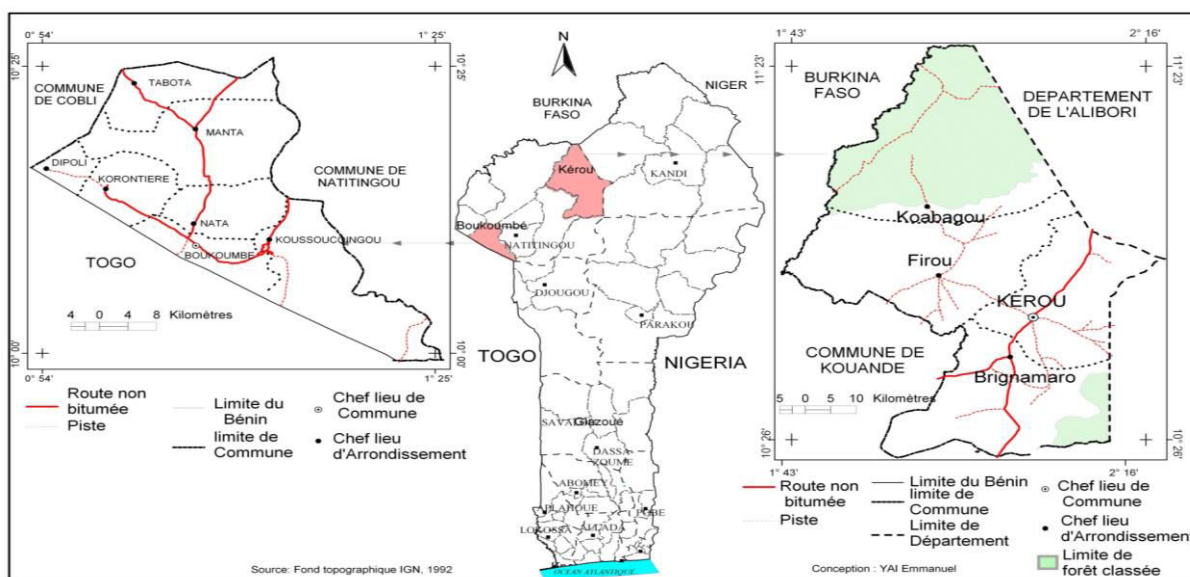 0° 54'
1° 25'
10° 25'
10° 25'
COMMUNE
DE COBLI
TABOTA
MANTA
DIPOLI
KORONTIERE
COMMUNE DE
NATITINGOU
NATA
BOUKOUMBE
TOGO
4 0 4 8 Kilomètres
10° 00'
10° 00'
0° 54'
1° 25'
Route non
bitumée
Piste
Limite du
Bénin
limite de
Commune
Chef lieu de
Commune
Chef lieu
d'Arrondissement
Source: Fond topographique IGN, 1992
N
BURKINA
FASO
NIGER
Kérou
KANDI
Boukoumbé
NATITINGOU
DJOUGOU
PARAKOU
TOGO
NIGERIA
Glazoué
DASSA
ZOUME
ABOMEY
LOKOSSA
ALLADA
OCEAN ATLANTIQUE
1° 43'
2° 16'
11° 23'
11° 23'
BURKINA
FASO
DEPARTEMENT
DE L'ALIBORI
Koabagou
Firou
KEROU
COMMUNE DE
KOUANDE
Brignamaro
5 0 5 10 Kilomètres
10° 26'
10° 26'
1° 43'
2° 16'
Route non
bitumée
Piste
Limite du Bénin
limite de
Commune
Limite de
Département
Chef lieu de
Commune
Chef lieu
d'Arrondissement
Limite de
forêt classée
Conception : YAI Emmanuel